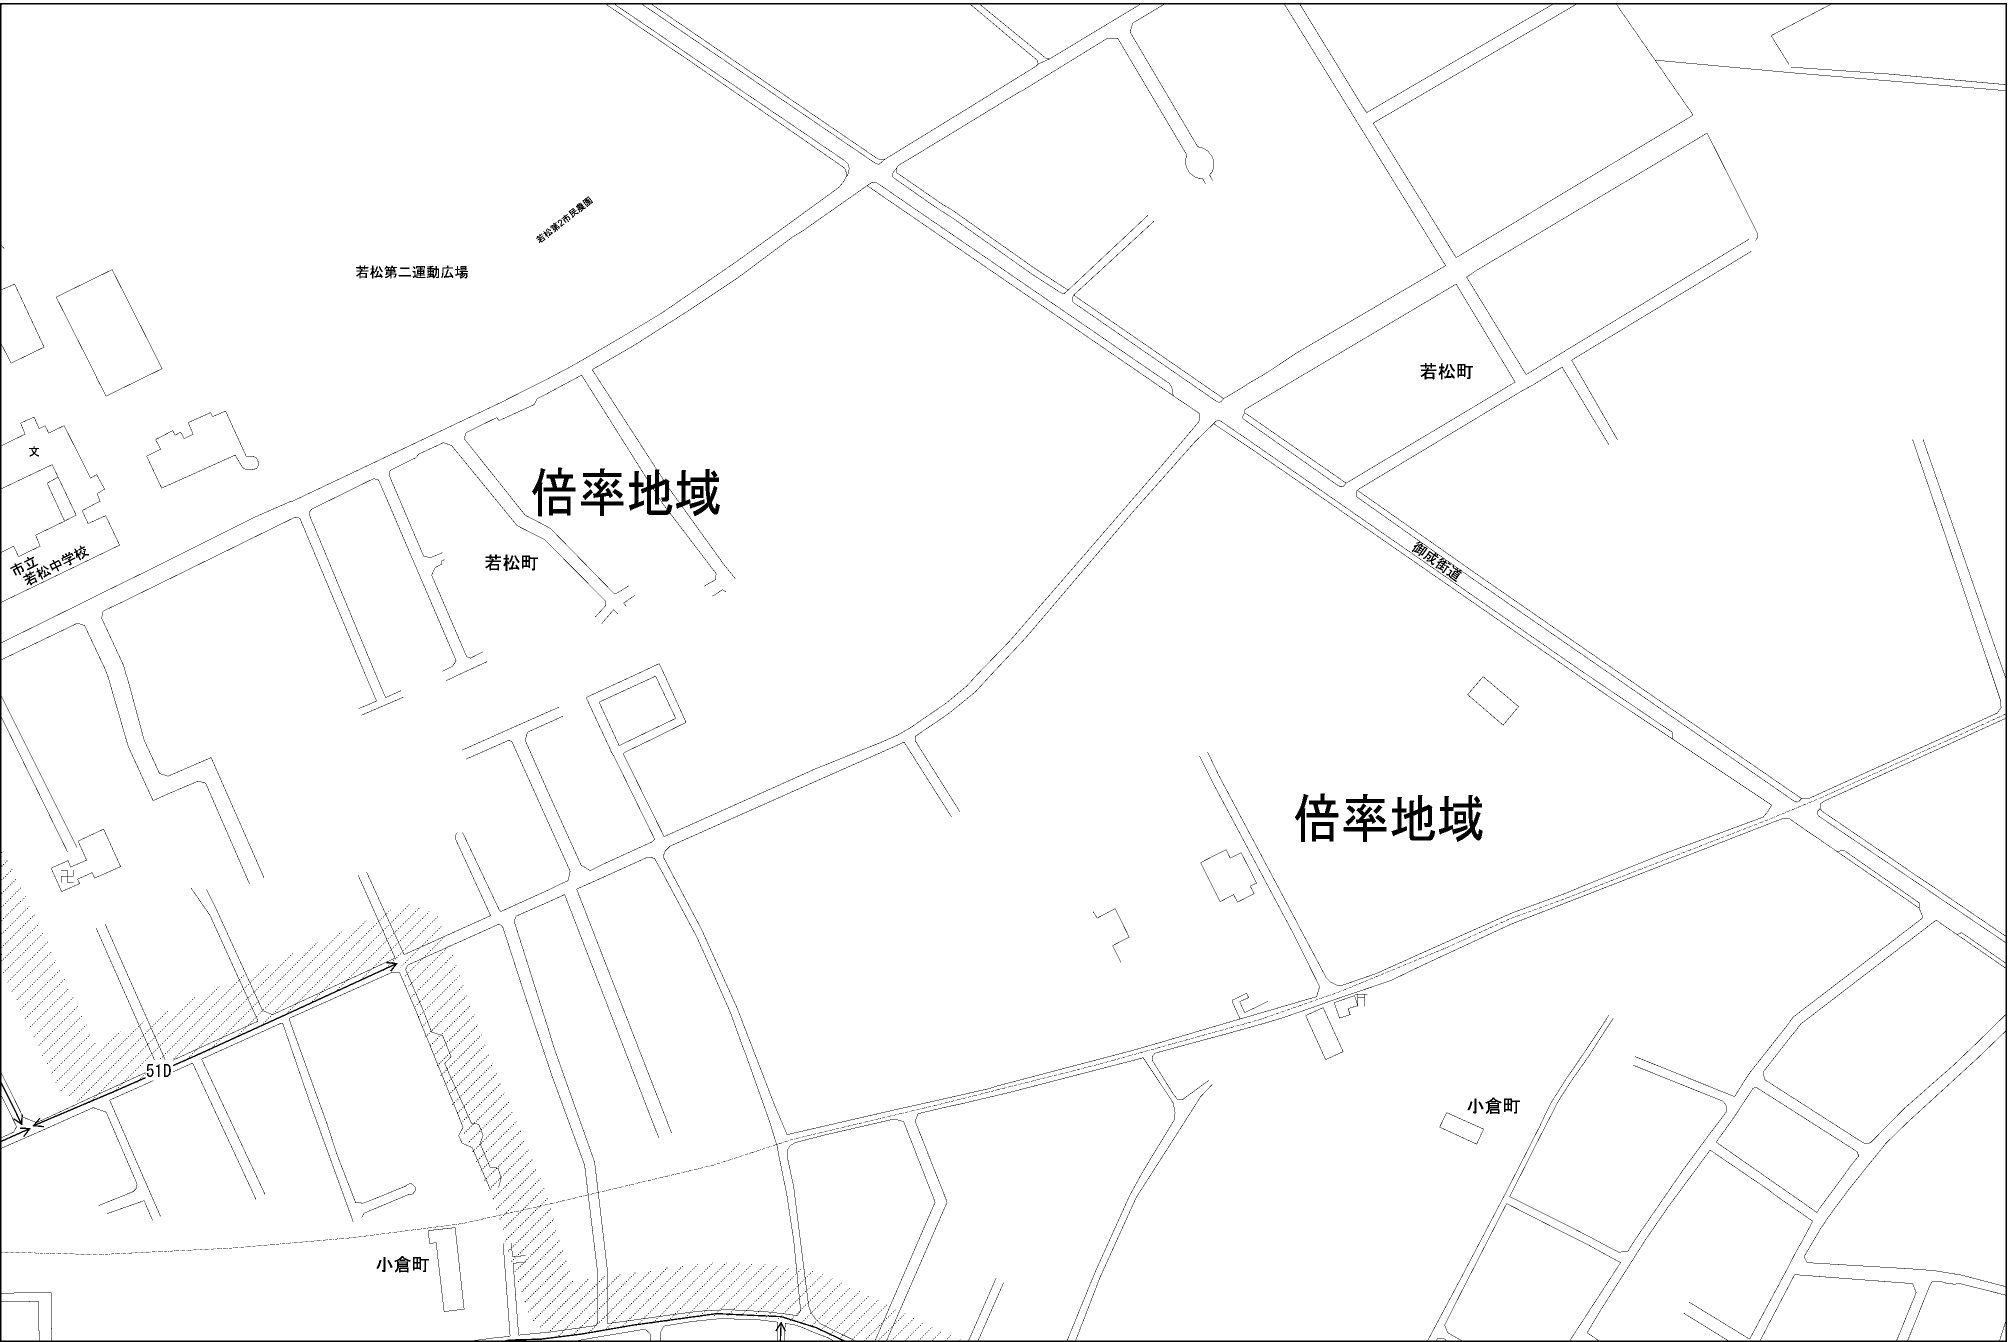 若松第2市民農園
若松第二運動広場
若松町
文
倍率地域
市立
若松中学校
若松町
御成街道
倍率地域
51D
小倉町
小倉町